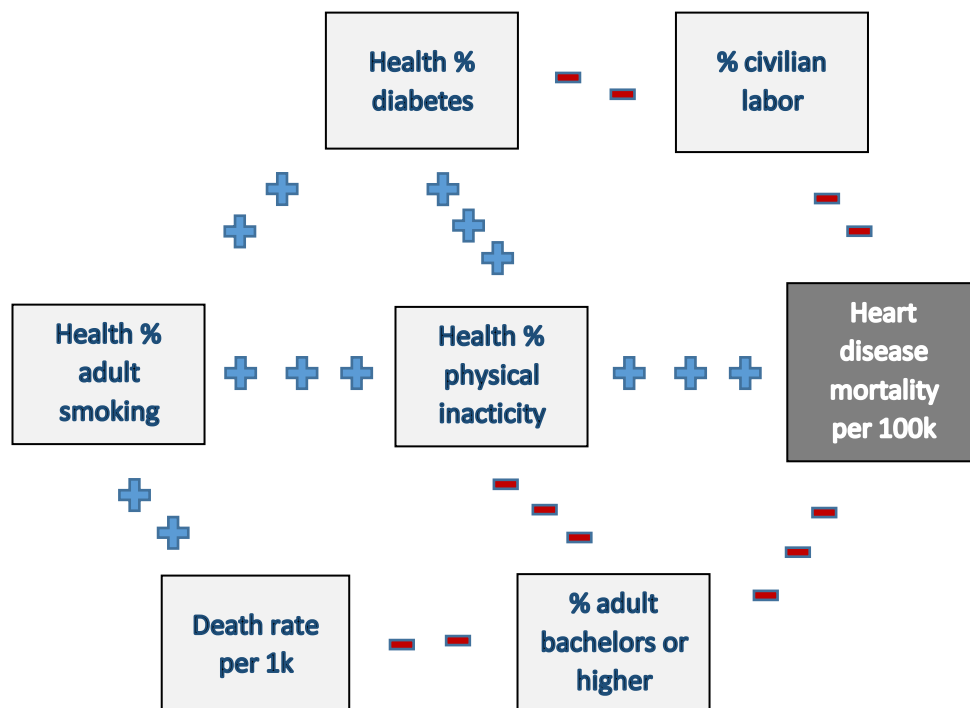 Health %
diabetes
% civilian
labor
Health %
adult
smoking
Health %
physical
inacticity
Heart
disease
mortality
per 100k
Death rate
per 1k
% adult
bachelors or
higher